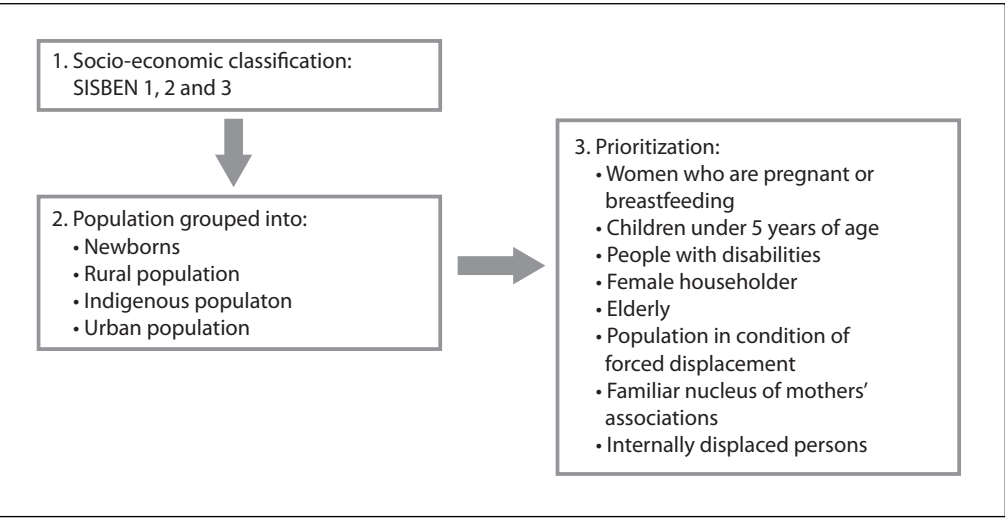 1. Socio-economic classification:
SISBEN 1, 2 and 3
2. Population grouped into:
• Newborns
• Rural population
• Indigenous populaton
• Urban population
3. Prioritization:
• Women who are pregnant or
breastfeeding
• Children under 5 years of age
• People with disabilities
• Female householder
• Elderly
• Population in condition of
forced displacement
• Familiar nucleus of mothers’
associations
• Internally displaced persons